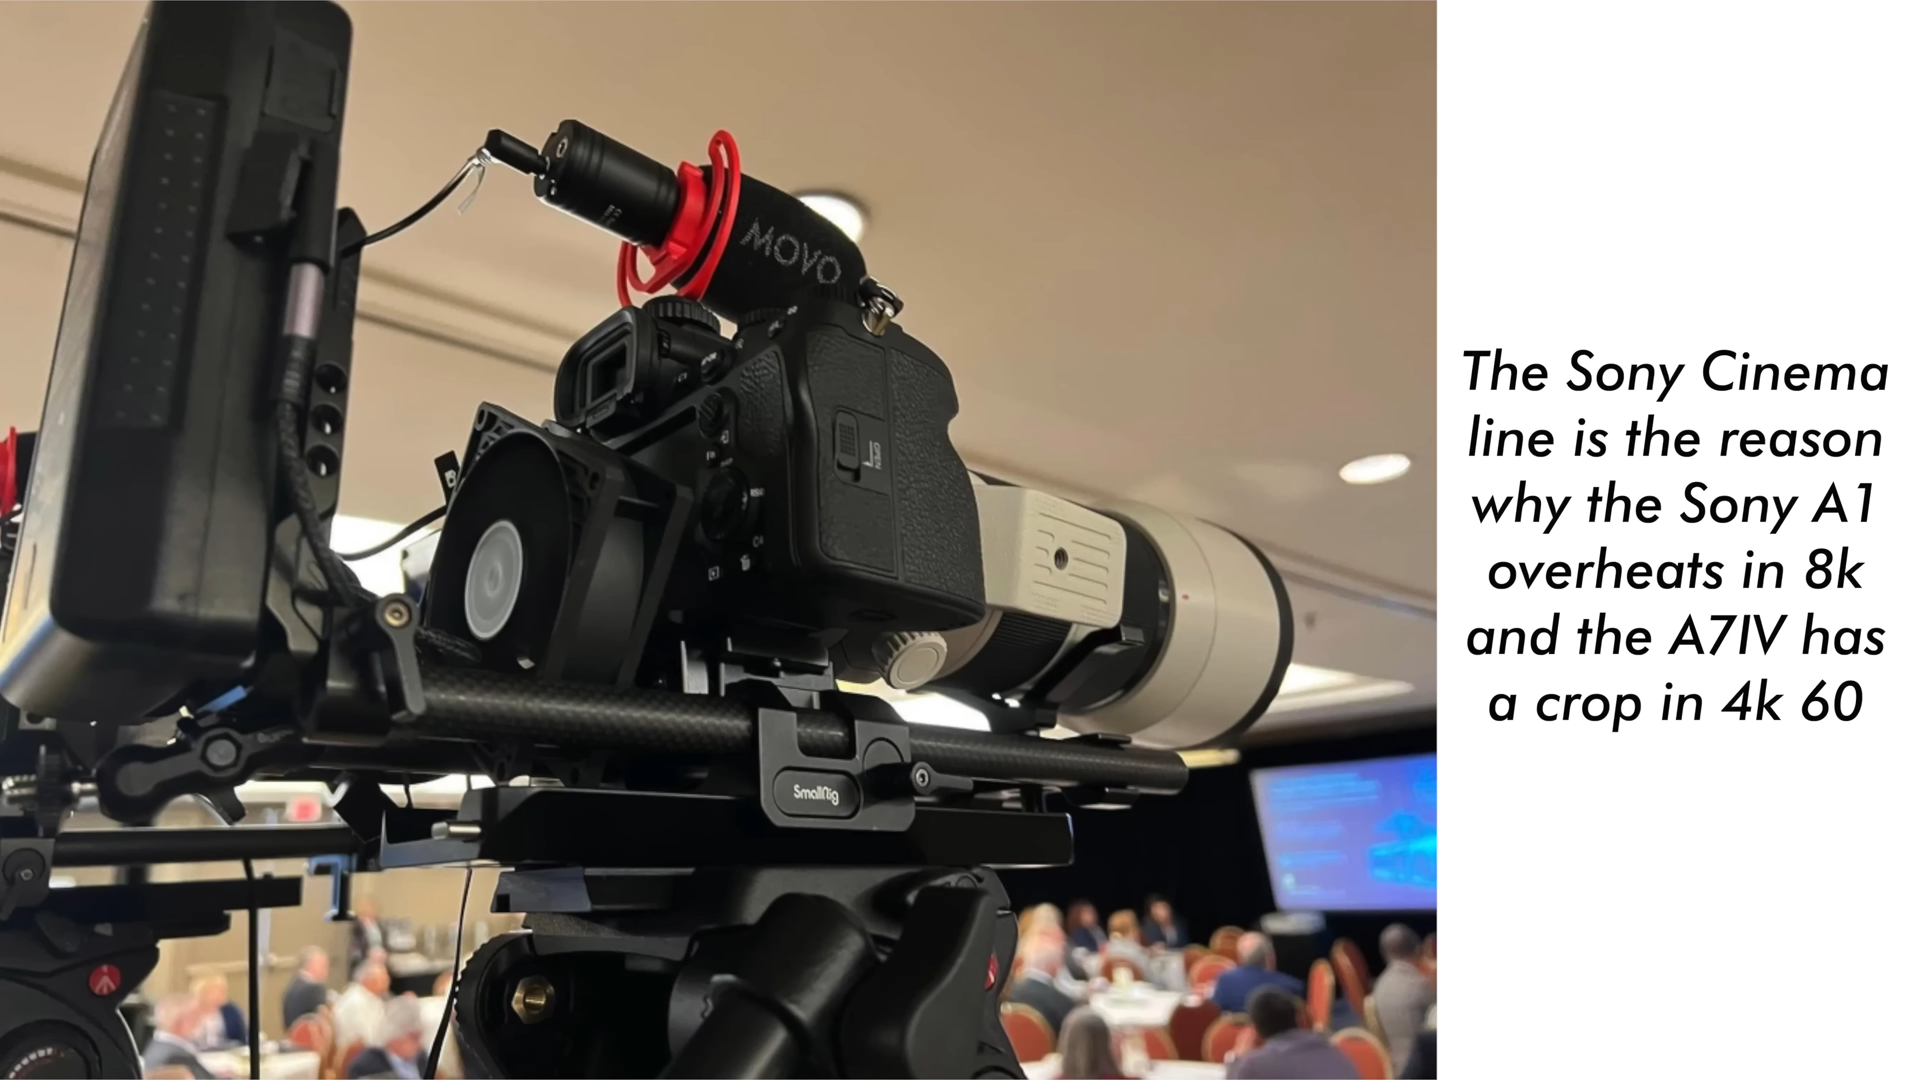 MOVO
OPEN
SmallRig
The Sony Cinema
line is the reason
why the Sony A1
overheats in 8k
and the A7IV has
a crop in 4k 60